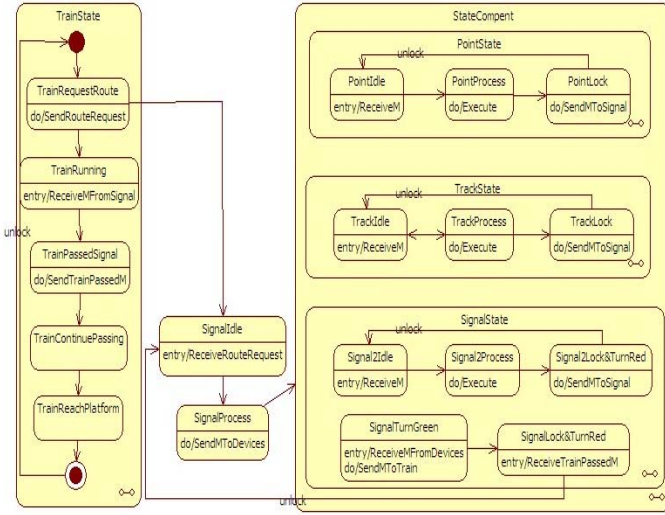 TrainState
TrainRequestRoute
do/SendRouteRequest
TrainRunning
entry/ReceiveMFromSignal
unlock
TrainPassedSignal
do/SendTrainPassedM
TrainContinuePassing
TrainReachPlatform
SignalIdle
entry/ReceiveRouteRequest
SignalProcess
do/SendMToDevices
StateCompent
PointState
unlock
PointIdle
entry/ReceiveM
PointProcess
do/Execute
PointLock
do/SendMToSignal
TrackState
unlock
TrackIdle
entry/ReceiveM
TrackProcess
do/Execute
TrackLock
do/SendMToSignal
SignalState
unlock
Signal2Idle
entry/ReceiveM
Signal2Process
do/Execute
Signal2Lock&TurnRed
do/SendMToSignal
SignalTurnGreen
entry/ReceiveMFromDevices
do/SendMToTrain
SignalLock&TurnRed
entry/ReceiveTrainPassedM
unlock